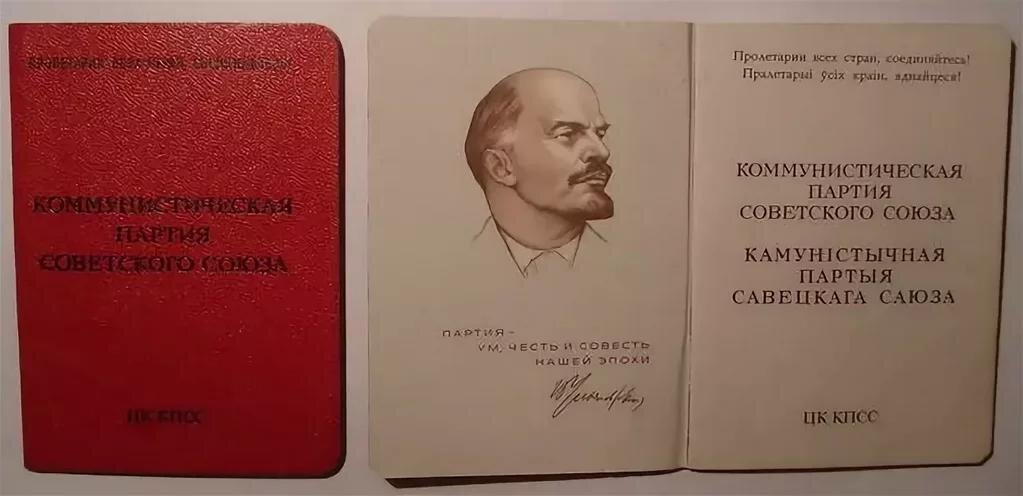 КОММУНИСТИЧЕСКАЯ
ПАРТИЯ
СОВЕТСКОГО СОЮЗА
ЦК КПСС
ПАРТИЯ-
УМ, ЧЕСТЬ И СОВЕСТЬ
НАШЕЙ ЭПОХИ
Пролетарии всех стран, соединяйтесь!
Пралетарыі ўсіх краін, яднайцеся!
КОММУНИСТИЧЕСКАЯ
ПАРТИЯ
СОВЕТСКОГО СОЮЗА
КАМУНІСТЫЧНАЯ
ПАРТЫЯ
САВЕЦКАГА САЮЗА
ЦК КПСС